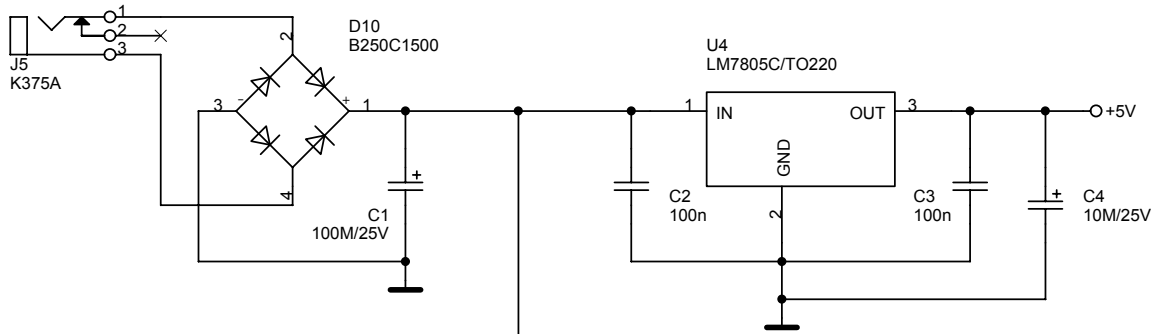 1
2
3
J5
K375A
D10
B250C1500
2
3
-
+
1
4
C1
+
100M/25V
U4
LM7805C/TO220
1
IN
OUT
3
GND
2
C2
100n
C3
100n
+
C4
10M/25V
+5V